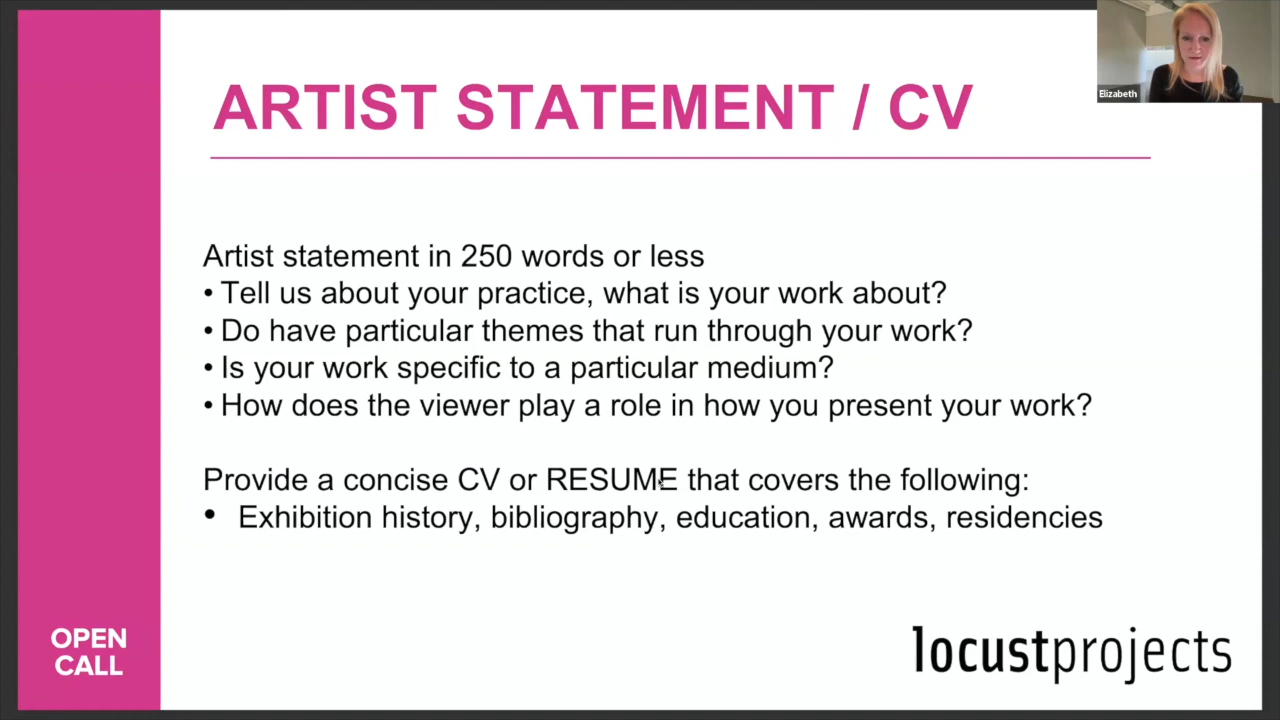 ARTIST STATEMENT / CV
Elizabeth
Artist statement in 250 words or less
• Tell us about your practice, what is your work about?
• Do have particular themes that run through your work?
• Is your work specific to a particular medium?
• How does the viewer play a role in how you present your work?
Provide a concise CV or RESUME that covers the following:
• Exhibition history, bibliography, education, awards, residencies
OPEN
CALL
locustprojects